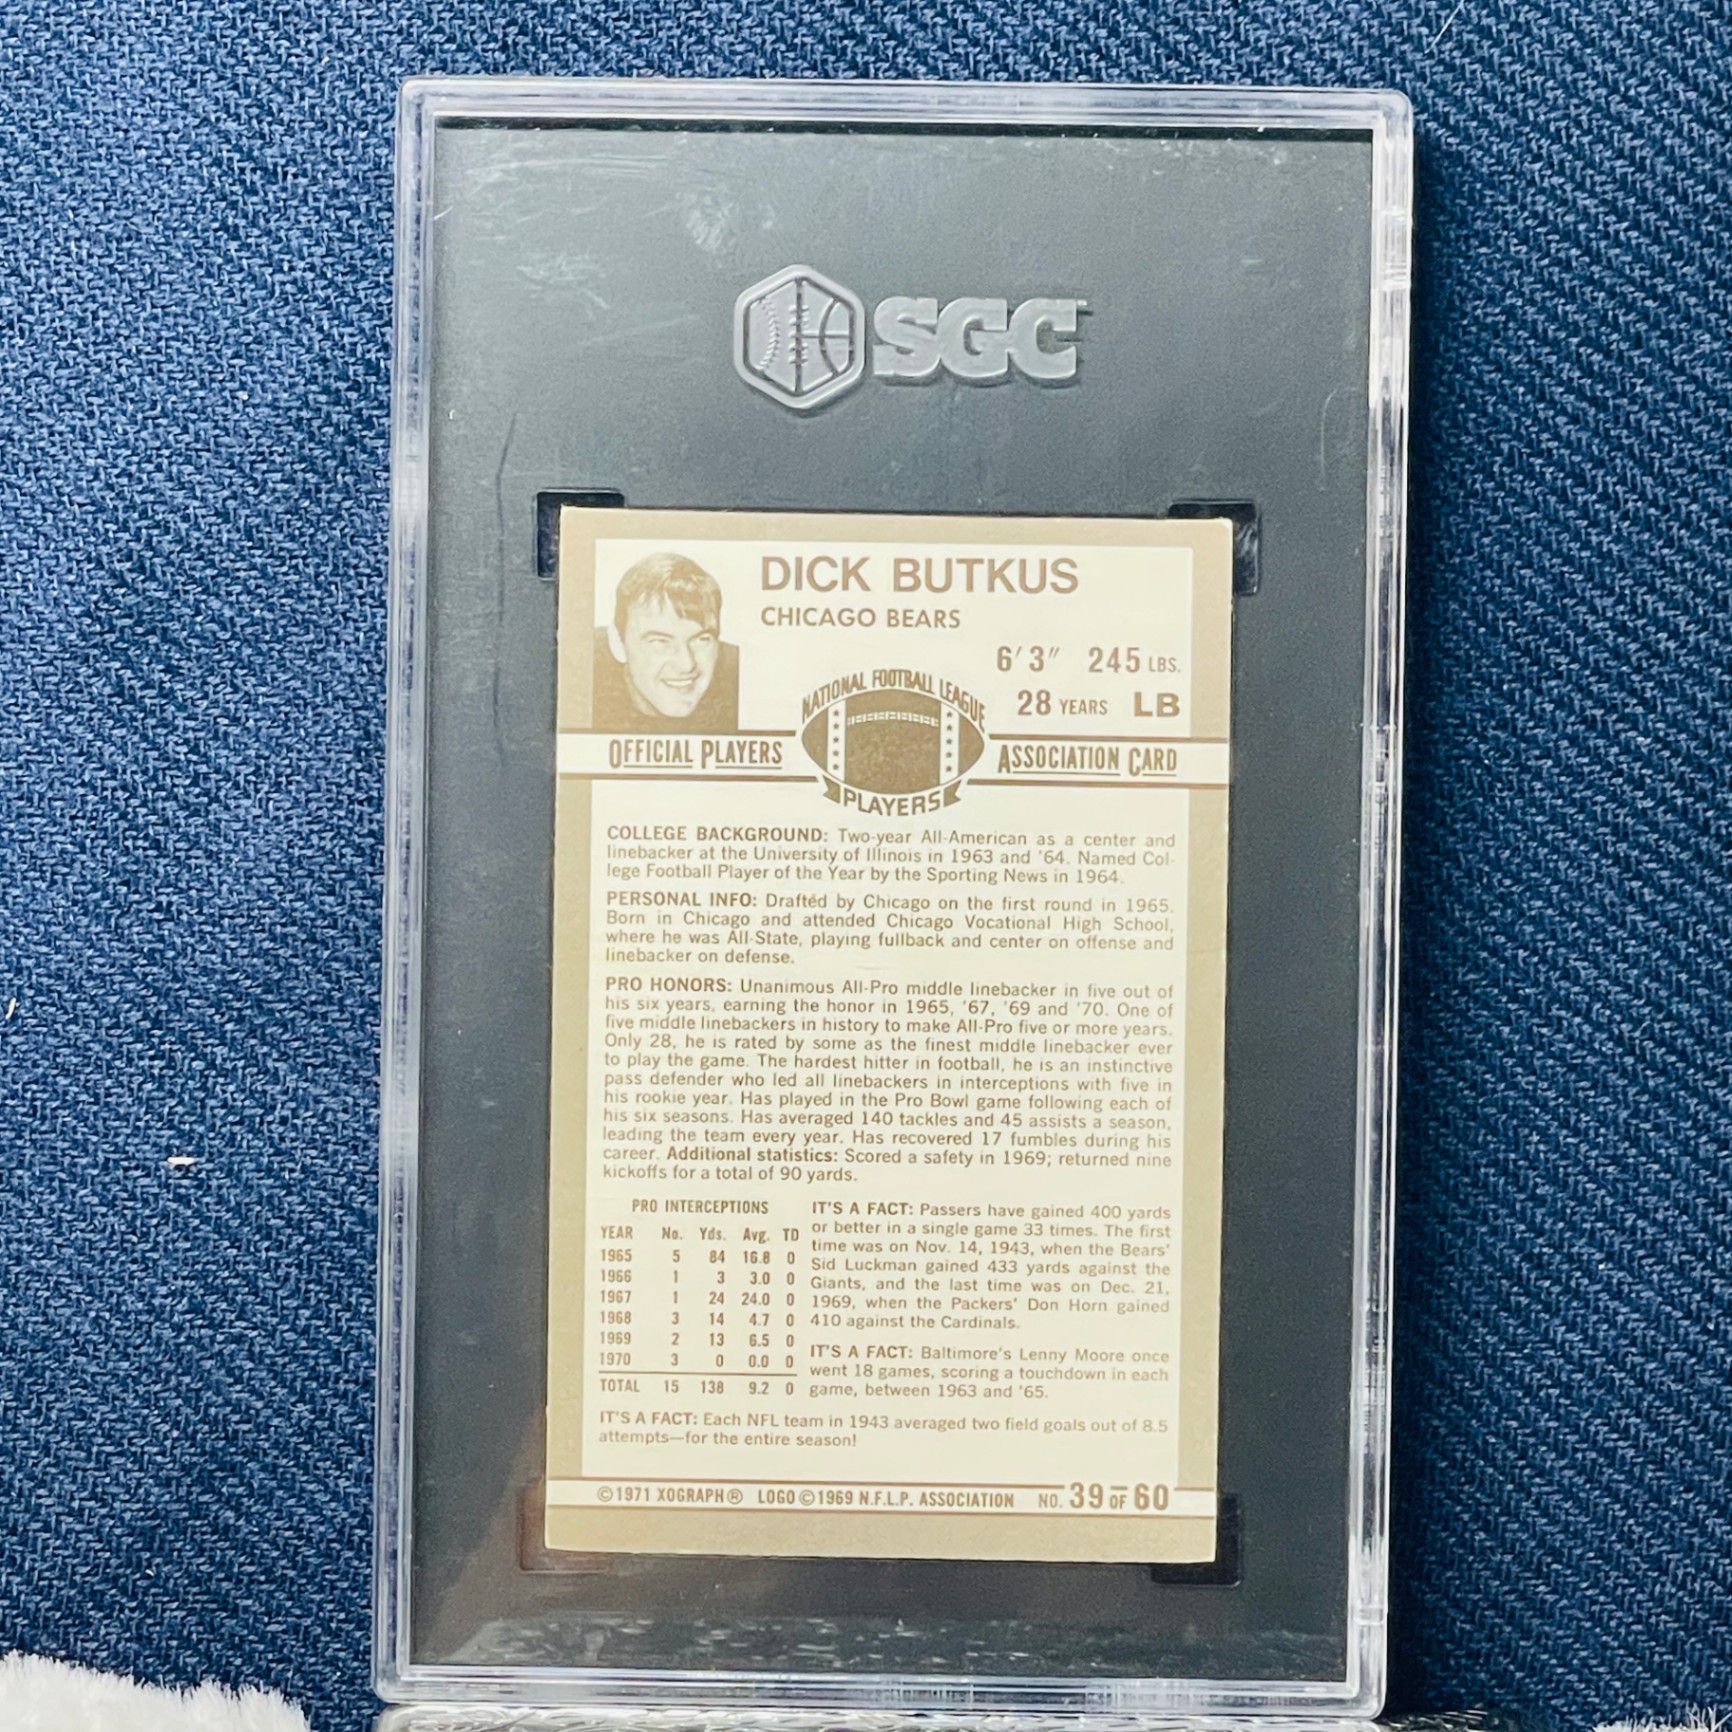 SGC
DICK BUTKUS
CHICAGO BEARS
6'3" 245 LBS.
28 YEARS LB
NATIONAL FOOTBALL LEAGUE
OFFICIAL PLAYERS ASSOCIATION CARD
PLAYERS
COLLEGE BACKGROUND: Two-year All-American as a center and
linebacker at the University of Illinois in 1963 and '64. Named Col-
lege Football Player of the Year by the Sporting News in 1964.
PERSONAL INFO: Drafted by Chicago on the first round in 1965.
Born in Chicago and attended Chicago Vocational High School,
where he was All-State, playing fullback and center on offense and
linebacker on defense.
PRO HONORS: Unanimous All-Pro middle linebacker in five out of
his six years, earning the honor in 1965, '67, '69 and '70. One of
five middle linebackers in history to make All-Pro five or more years.
Only 28, he is rated by some as the finest middle linebacker ever
to play the game. The hardest hitter in football, he is an instinctive
pass defender who led all linebackers in interceptions with five in
his rookie year. Has played in the Pro Bowl game following each of
his six seasons. Has averaged 140 tackles and 45 assists a season,
leading the team every year. Has recovered 17 fumbles during his
career. Additional statistics: Scored a safety in 1969; returned nine
kickoffs for a total of 90 yards.
PRO INTERCEPTIONS
YEAR No. Yds. Avg. TD
1965 5 84 16.8 0
1966 1 3 3.0 0
1967 1 24 24.0 0
1968 3 14 4.7 0
1969 2 13 6.5 0
1970 3 0 0.0 0
TOTAL 15 138 9.2 0
IT'S A FACT: Passers have gained 400 yards
or better in a single game 33 times. The first
time was on Nov. 14, 1943, when the Bears'
Sid Luckman gained 433 yards against the
Giants, and the last time was on Dec. 21,
1969, when the Packers' Don Horn gained
410 against the Cardinals.
IT'S A FACT: Baltimore's Lenny Moore once
went 18 games, scoring a touchdown in each
game, between 1963 and '65.
IT'S A FACT: Each NFL team in 1943 averaged two field goals out of 8.5
attempts—for the entire season!
©1971 XOGRAPH® LOGO ©1969 N.F.L.P. ASSOCIATION NO. 39 OF 60